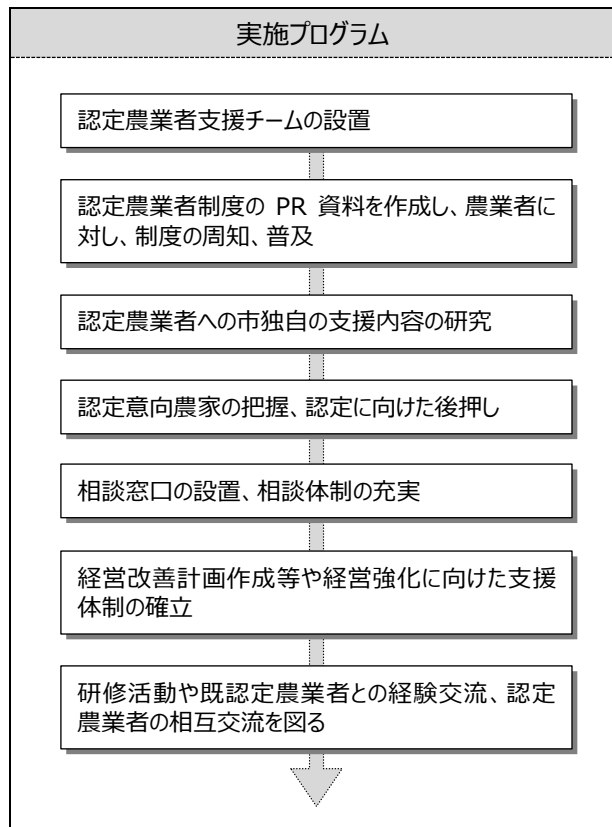 実施プログラム
認定農業者支援チームの設置
認定農業者制度の PR 資料を作成し、農業者に
対し、制度の周知、普及
認定農業者への市独自の支援内容の研究
認定意向農家の把握、認定に向けた後押し
相談窓口の設置、相談体制の充実
経営改善計画作成等や経営強化に向けた支援
体制の確立
研修活動や既認定農業者との経験交流、認定
農業者の相互交流を図る